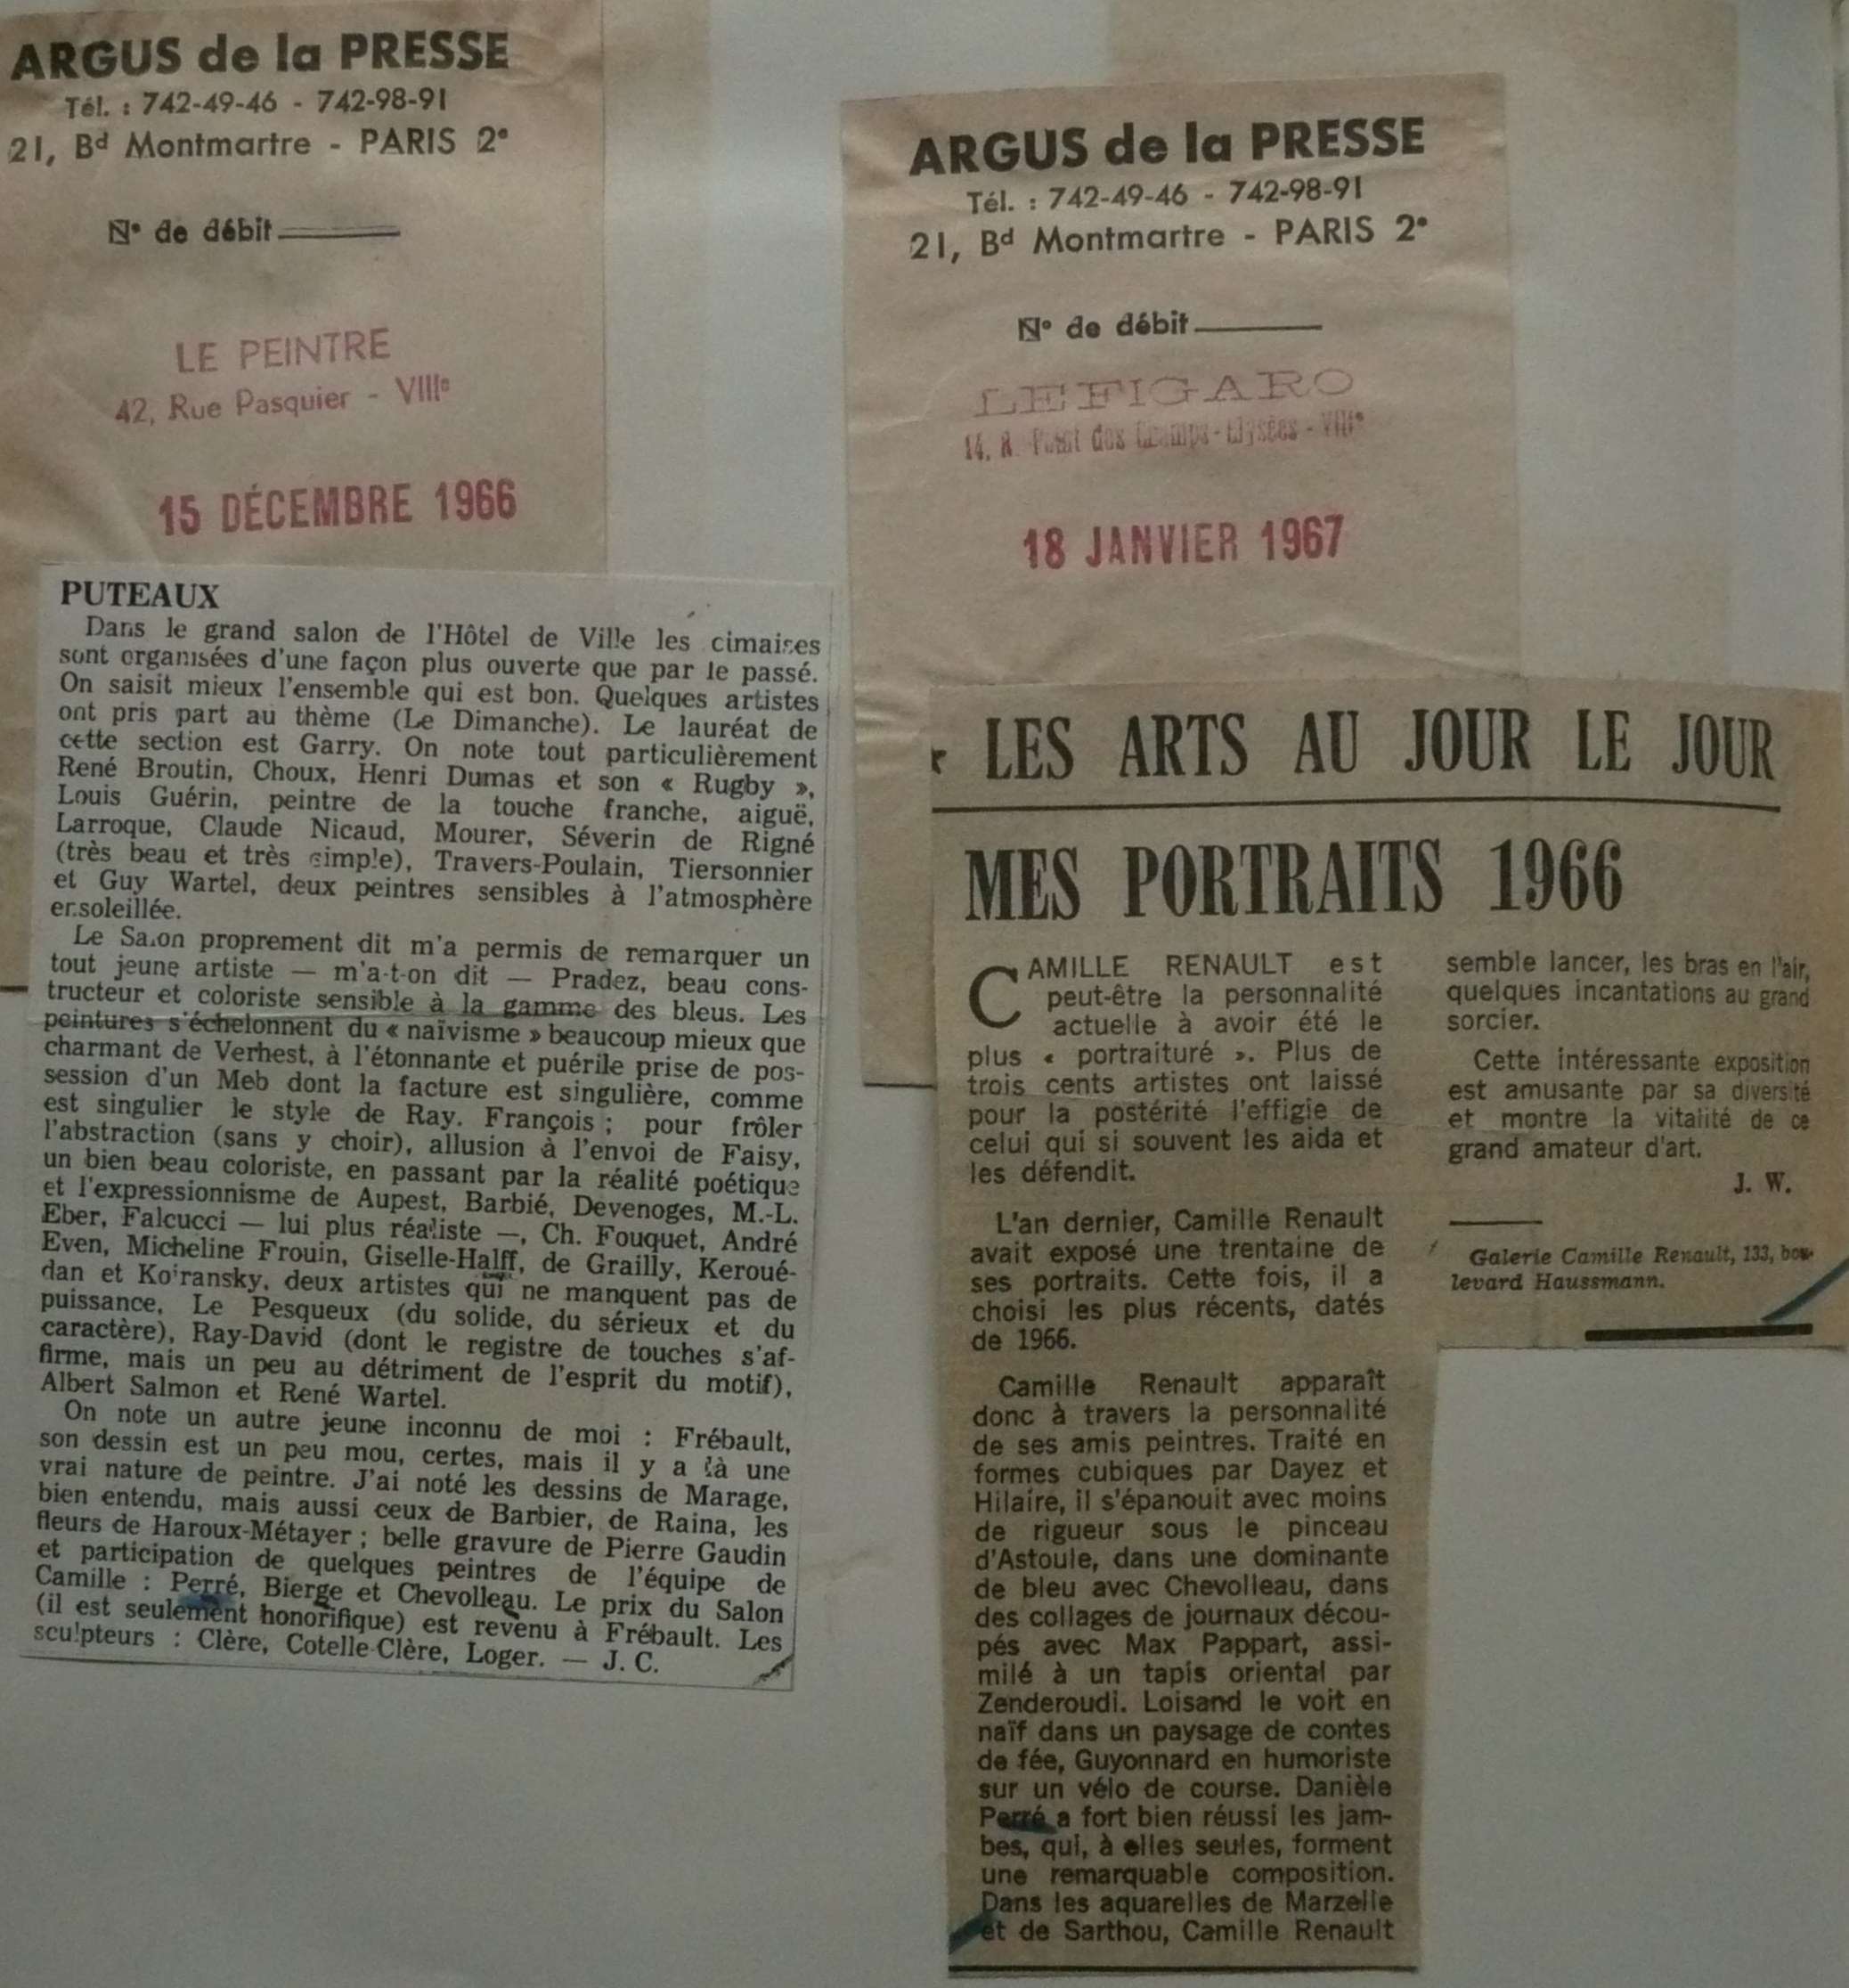 ARGUS de la PRESSE
Tél. : 742-49-46 - 742-98-91
21, Bd Montmartre - PARIS 2e
N° de débit
LE PEINTRE
42, Rue Pasquier - VIIIe
15 DÉCEMBRE 1966
PUTEAUX
Dans le grand salon de l'Hôtel de Ville les cimaises
sont organisées d'une façon plus ouverte que par le passé.
On saisit mieux l'ensemble qui est bon. Quelques artistes
ont pris part au thème (Le Dimanche). Le lauréat de
cette section est Garry. On note tout particulièrement
René Broutin, Choux, Henri Dumas et son « Rugby »,
Louis Guérin, peintre de la touche franche, aiguë,
Larroque, Claude Nicaud, Mourer, Séverin de Rigné
(très beau et très simple), Travers-Poulain, Tiersonnier
et Guy Wartel, deux peintres sensibles à l'atmosphère
ensoleillée.
Le Salon proprement dit m'a permis de remarquer un
tout jeune artiste — m'a-t-on dit — Pradez, beau cons-
tructeur et coloriste sensible à la gamme des bleus. Les
peintures s'échelonnent du « naïvisme » beaucoup mieux que
charmant de Verhest, à l'étonnante et puérile prise de pos-
session d'un Meb dont la facture est singulière, comme
est singulier le style de Ray. François ; pour frôler
l'abstraction (sans y choir), allusion à l'envoi de Faisy,
un bien beau coloriste, en passant par la réalité poétique
et l'expressionnisme de Aupest, Barbié, Devenoges, M.-L.
Eber, Falcucci — lui plus réaliste —, Ch. Fouquet, André
Even, Micheline Frouin, Giselle-Halff, de Grailly, Keroué-
dan et Koiransky, deux artistes qui ne manquent pas de
puissance, Le Pesqueux (du solide, du sérieux et du
caractère), Ray-David (dont le registre de touches s'af-
firme, mais un peu au détriment de l'esprit du motif),
Albert Salmon et René Wartel.
On note un autre jeune inconnu de moi : Frébault,
son dessin est un peu mou, certes, mais il y a là une
vrai nature de peintre. J'ai noté les dessins de Marage,
bien entendu, mais aussi ceux de Barbier, de Raina, les
fleurs de Haroux-Métayer ; belle gravure de Pierre Gaudin
et participation de quelques peintres de l'équipe de
Camille : Perré, Bierge et Chevolleau. Le prix du Salon
(il est seulement honorifique) est revenu à Frébault. Les
sculpteurs : Clère, Cotelle-Clère, Loger. — J. C.
ARGUS de la PRESSE
Tél. : 742-49-46 - 742-98-91
21, Bd Montmartre - PARIS 2e
N° de débit
LE FIGARO
14, R. Point des Champs-Elysées - VIIIe
18 JANVIER 1967
LES ARTS AU JOUR LE JOUR
MES PORTRAITS 1966
CAMILLE RENAULT est
peut-être la personnalité
actuelle à avoir été le
plus « portraituré ». Plus de
trois cents artistes ont laissé
pour la postérité l'effigie de
celui qui si souvent les aida et
les défendit.
L'an dernier, Camille Renault
avait exposé une trentaine de
ses portraits. Cette fois, il a
choisi les plus récents, datés
de 1966.
Camille Renault apparaît
donc à travers la personnalité
de ses amis peintres. Traité en
formes cubiques par Dayez et
Hilaire, il s'épanouit avec moins
de rigueur sous le pinceau
d'Astoule, dans une dominante
de bleu avec Chevolleau, dans
des collages de journaux décou-
pés avec Max Pappart, assi-
milé à un tapis oriental par
Zenderoudi. Loisand le voit en
naïf dans un paysage de contes
de fée, Guyonnard en humoriste
sur un vélo de course. Danièle
Perré a fort bien réussi les jam-
bes, qui, à elles seules, forment
une remarquable composition.
Dans les aquarelles de Marzelle
et de Sarthou, Camille Renault
semble lancer, les bras en l'air,
quelques incantations au grand
sorcier.
Cette intéressante exposition
est amusante par sa diversité
et montre la vitalité de ce
grand amateur d'art.
J. W.
Galerie Camille Renault, 133, bou-
levard Haussmann.